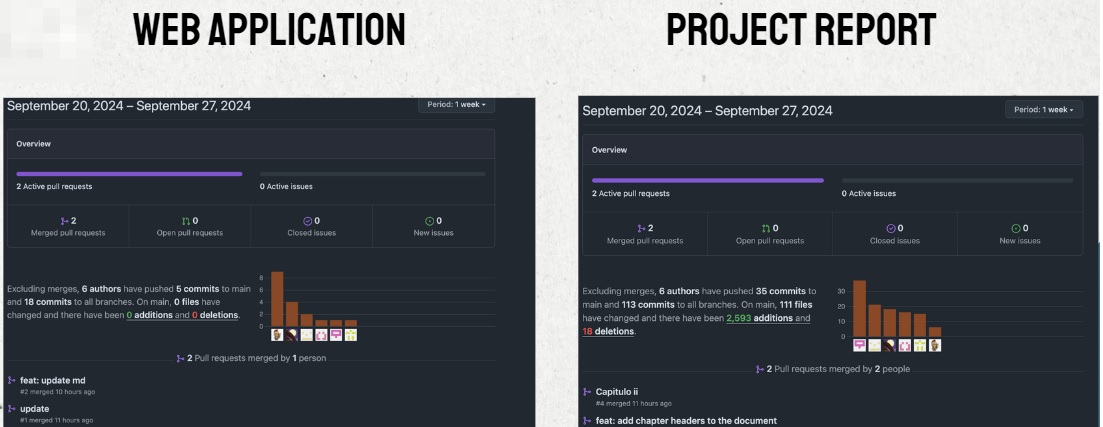 WEB APPLICATION
September 20, 2024 – September 27, 2024
Period: 1 week
Overview
2 Active pull requests
0 Active issues
2
Merged pull requests
0
Open pull requests
0
Closed issues
0
New issues
Excluding merges, 6 authors have pushed 5 commits to main
and 18 commits to all branches. On main, 0 files have
changed and there have been 0 additions and 0 deletions.
8
6
4
2
0
2 Pull requests merged by 1 person
feat: update md
#2 merged 10 hours ago
update
#1 merged 11 hours ago
PROJECT REPORT
September 20, 2024 – September 27, 2024
Period: 1 week
Overview
2 Active pull requests
0 Active issues
2
Merged pull requests
0
Open pull requests
0
Closed issues
0
New issues
Excluding merges, 6 authors have pushed 35 commits to
main and 113 commits to all branches. On main, 111 files
have changed and there have been 2,593 additions and
18 deletions.
30
20
10
0
2 Pull requests merged by 2 people
Capitulo ii
#4 merged 11 hours ago
feat: add chapter headers to the document